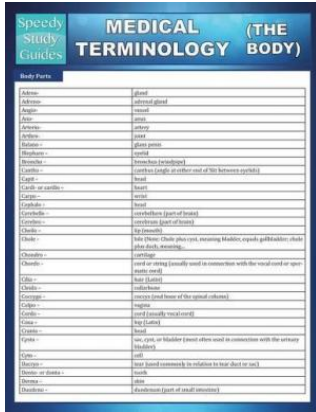 Speedy
Study
Guides
MEDICAL
TERMINOLOGY
(THE
BODY)
Body Parts
Adeno- gland
Adreno- adrenal gland
Angio- vessel
Ano- anus
Arterio- artery
Arthro- joint
Balano - glans penis
Blepharo - eyelid
Broncho - bronchus (windpipe)
Cantho - canthus (angle at either end of slit between eyelids)
Capit - head
Cardi- or cardio - heart
Carpo - wrist
Cephalo - head
Cerebello - cerebellum (part of brain)
Cerebro - cerebrum (part of brain)
Cheilo - lip (mouth)
Chole - bile (Note: Chole plus cyst, meaning bladder, equals gallbladder; chole
plus doch, meaning...
Chondro - cartilage
Chordo - cord or string (usually used in connection with the vocal cord or sper-
matic cord)
Cilia - hair (Latin)
Cleido - collarbone
Coccygo - coccyx (end bone of the spinal column)
Colpo - vagina
Cordo - cord (usually vocal cord)
Coxa - hip (Latin)
Cranio - head
Cysto - sac, cyst, or bladder (most often used in connection with the urinary
bladder)
Cyto - cell
Dacryo - tear (used commonly in relation to tear duct or sac)
Dento- or donto - tooth
Derma - skin
Duodeno - duodenum (part of small intestine)